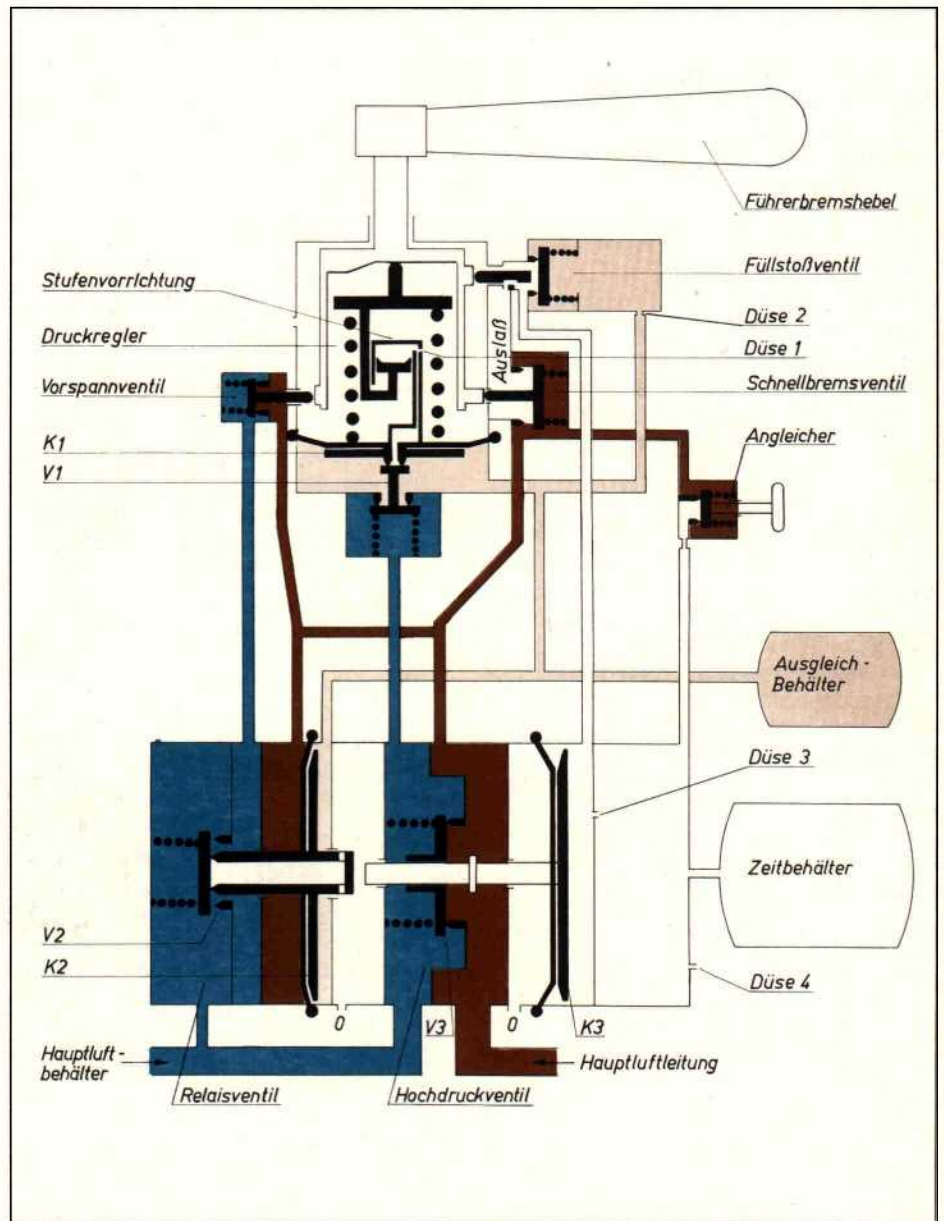 Führerbremshebel
Füllstoßventil
Stufenvorrichtung
Düse 2
Druckregler
Auslaß
Düse 1
Vorspannventil
Schnellbremsventil
K1
Angleicher
V1
Ausgleich-
Behälter
Düse 3
Zeitbehälter
V2
K2
Düse 4
0
V3
0
K3
Hauptluft-
behälter
Hauptluftleitung
Relaisventil
Hochdruckventil